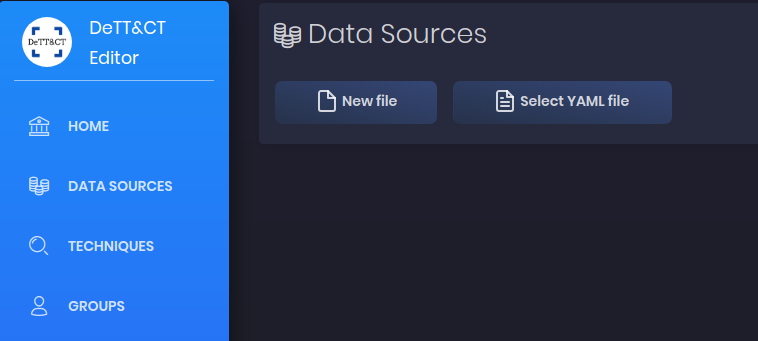 DeTT&CT
DeTT&CT
Editor
HOME
DATA SOURCES
TECHNIQUES
GROUPS
Data Sources
New file
Select YAML file